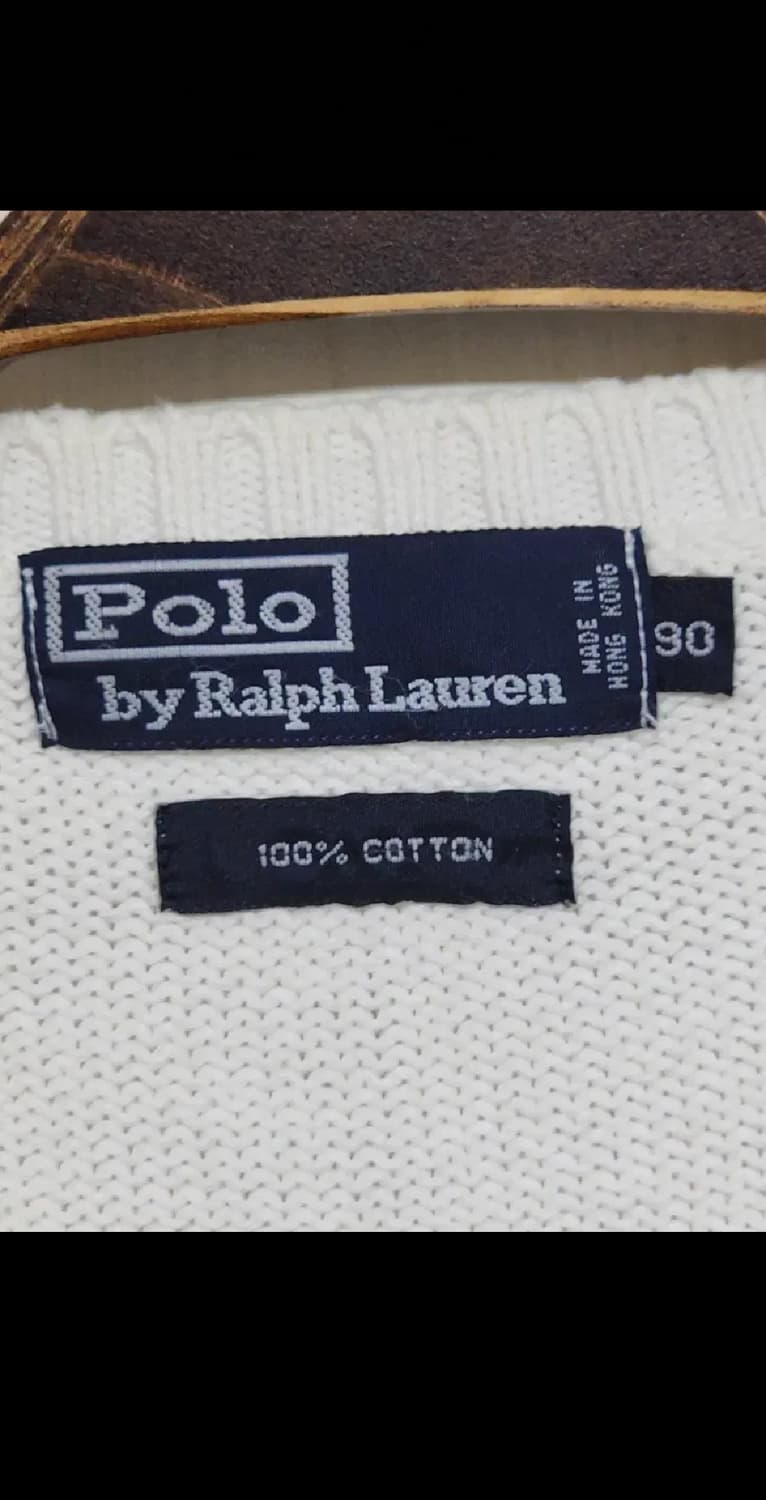 Polo
by Ralph Lauren
MADE IN
HONG KONG
90
100% COTTON